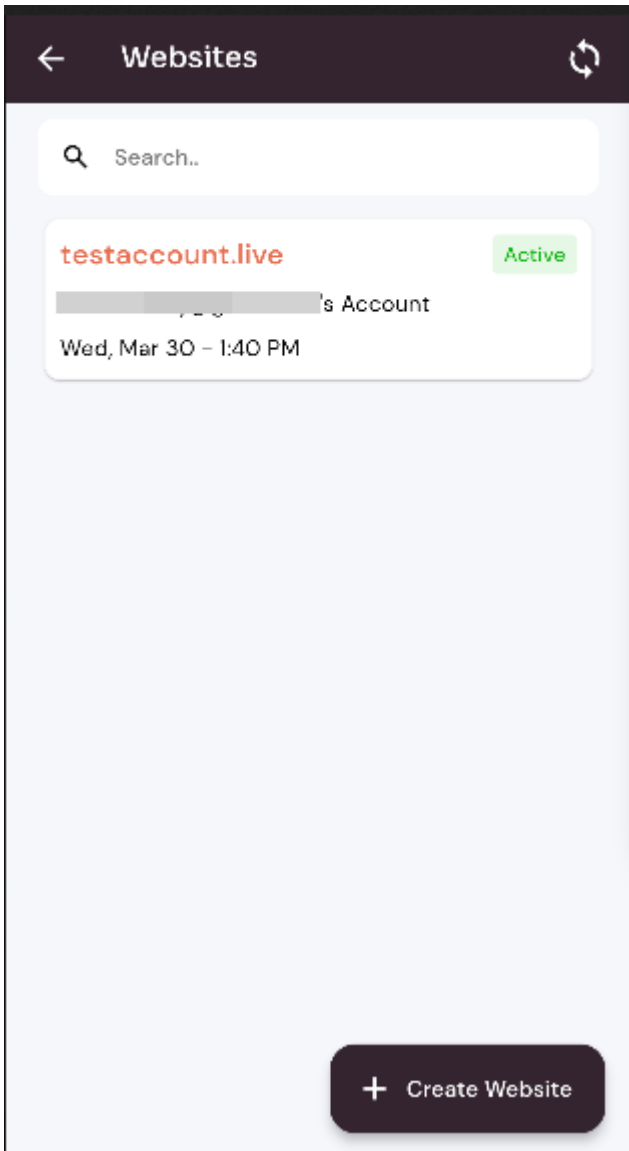 Websites
Search..
testaccount.live
Active
's Account
Wed, Mar 30 – 1:40 PM
+ Create Website